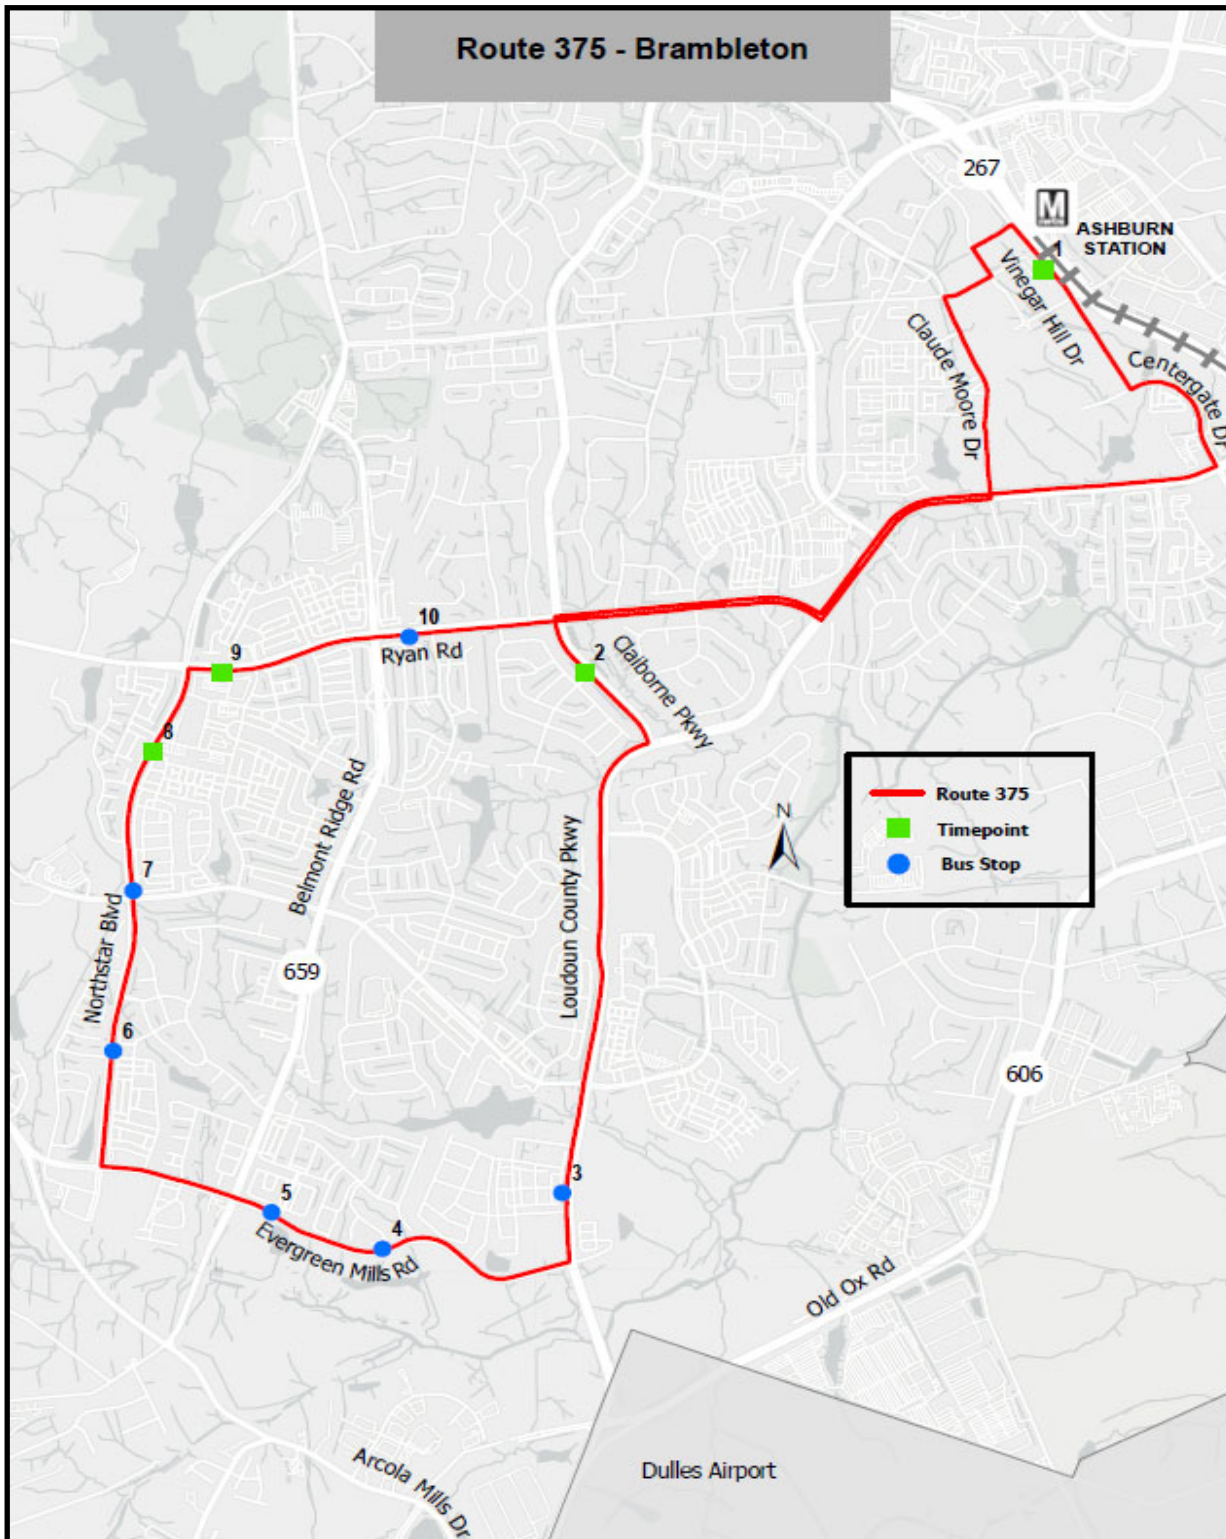 Route 375 - Brambleton
267
M
ASHBURN
STATION
1
Vinegar Hill Dr
Claude Moore Dr
Centergate Dr
10
Ryan Rd
9
2
Claiborne Pkwy
8
Belmont Ridge Rd
N
Route 375
Timepoint
Bus Stop
7
Northstar Blvd
Loudoun County Pkwy
659
6
606
3
5
4
Evergreen Mills Rd
Old Ox Rd
Arcola Mills Dr
Dulles Airport